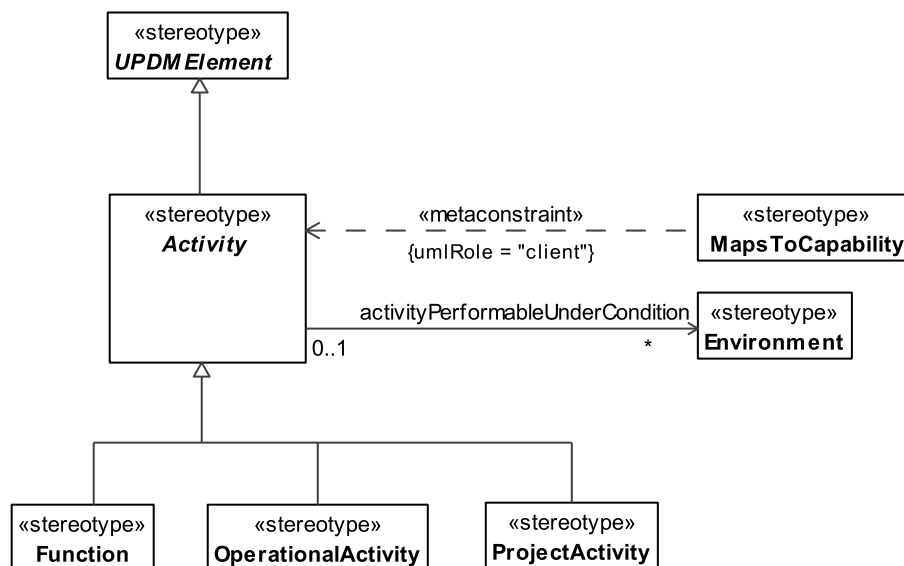 «stereotype»
UPDMElement
«stereotype»
Activity
«metaconstraint»
{umlRole = "client"}
«stereotype»
MapsToCapability
activityPerformableUnderCondition
0..1
*
«stereotype»
Environment
«stereotype»
Function
«stereotype»
OperationalActivity
«stereotype»
ProjectActivity